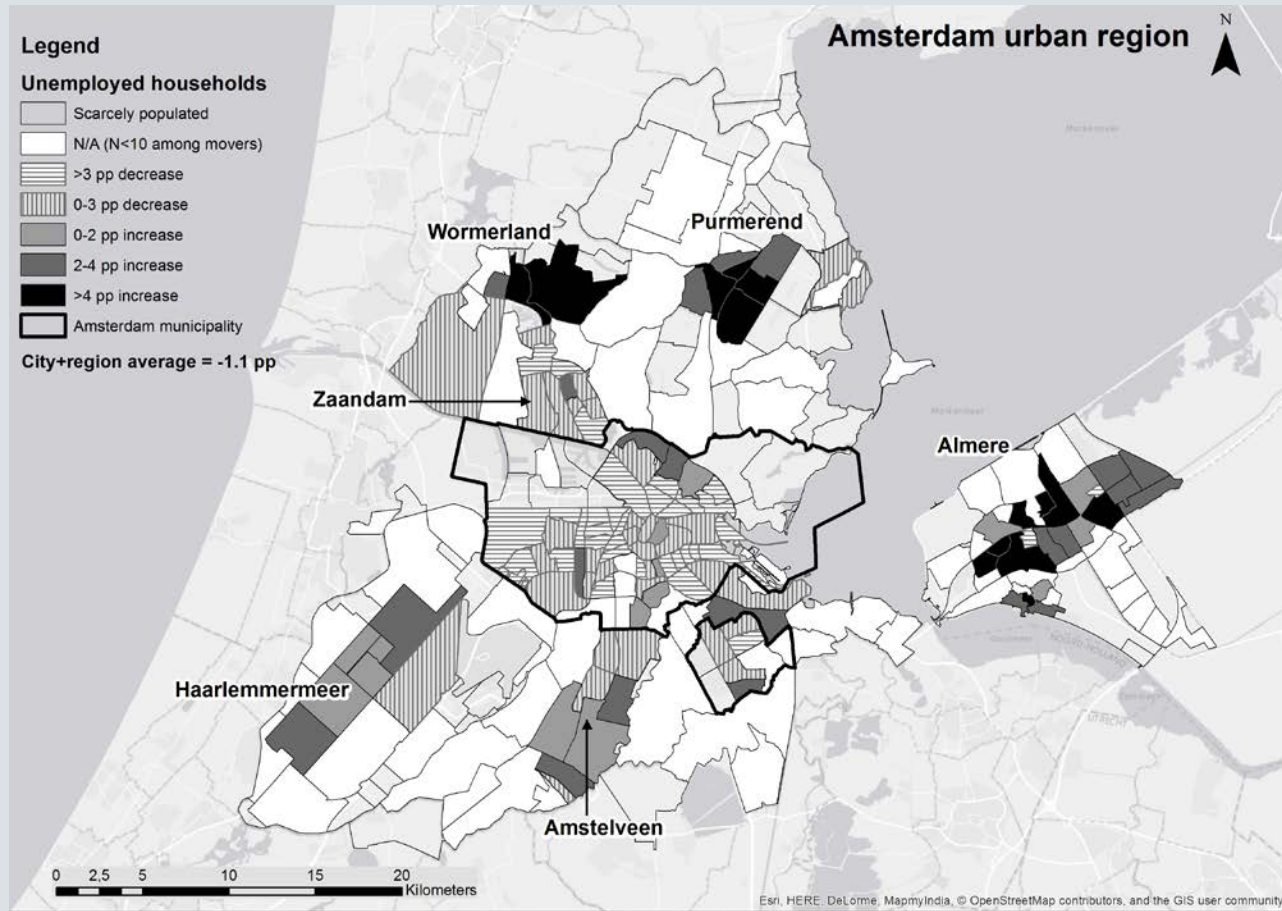 Amsterdam urban region
N
Legend
Unemployed households
Scarcely populated
N/A (N<10 among movers)
>3 pp decrease
0-3 pp decrease
0-2 pp increase
2-4 pp increase
>4 pp increase
Amsterdam municipality
City+region average = -1.1 pp
Wormerland
Purmerend
Zaandam
Almere
Haarlemmermeer
Amstelveen
UTRECHT
0 2,5 5 10 15 20
Kilometers
Esri, HERE, DeLorme, MapmyIndia, © OpenStreetMap contributors, and the GIS user community